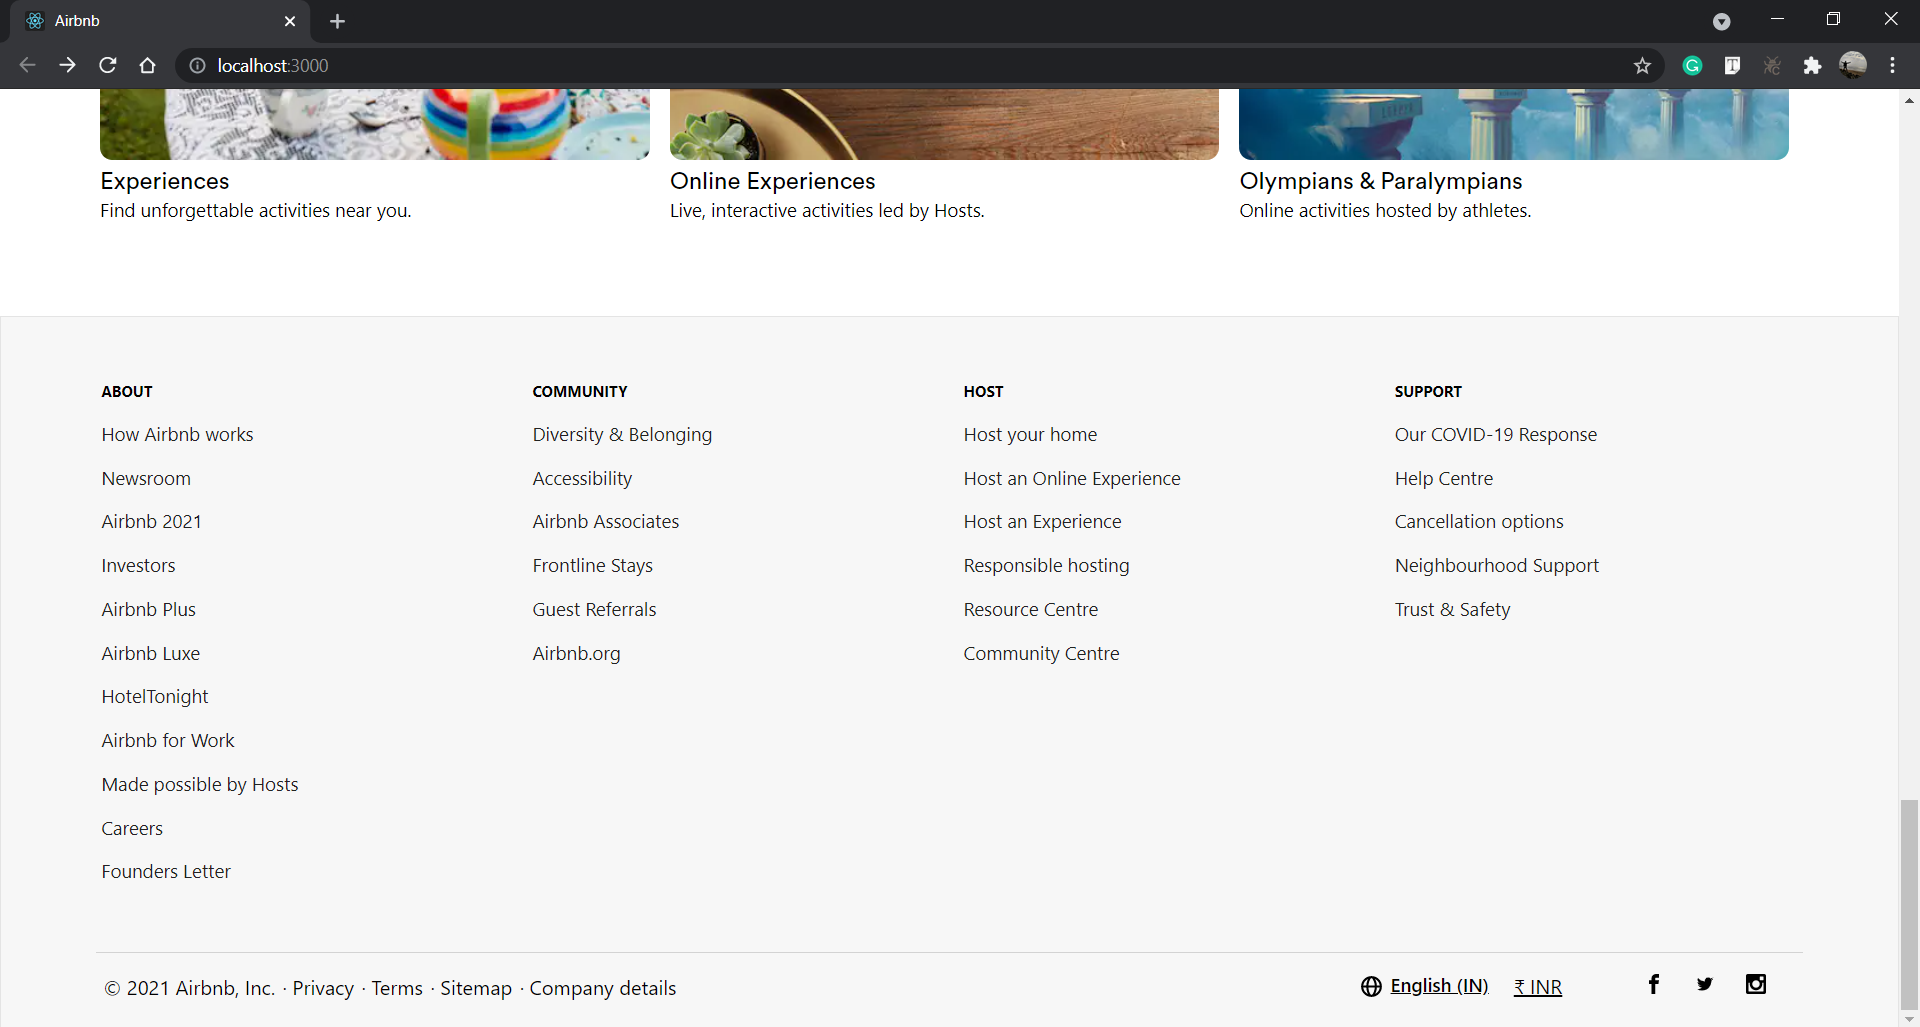 Airbnb
localhost:3000
Experiences
Find unforgettable activities near you.
Online Experiences
Live, interactive activities led by Hosts.
Olympians & Paralympians
Online activities hosted by athletes.
ABOUT
How Airbnb works
Newsroom
Airbnb 2021
Investors
Airbnb Plus
Airbnb Luxe
HotelTonight
Airbnb for Work
Made possible by Hosts
Careers
Founders Letter
COMMUNITY
Diversity & Belonging
Accessibility
Airbnb Associates
Frontline Stays
Guest Referrals
Airbnb.org
HOST
Host your home
Host an Online Experience
Host an Experience
Responsible hosting
Resource Centre
Community Centre
SUPPORT
Our COVID-19 Response
Help Centre
Cancellation options
Neighbourhood Support
Trust & Safety
© 2021 Airbnb, Inc. · Privacy · Terms · Sitemap · Company details
English (IN) ₹ INR